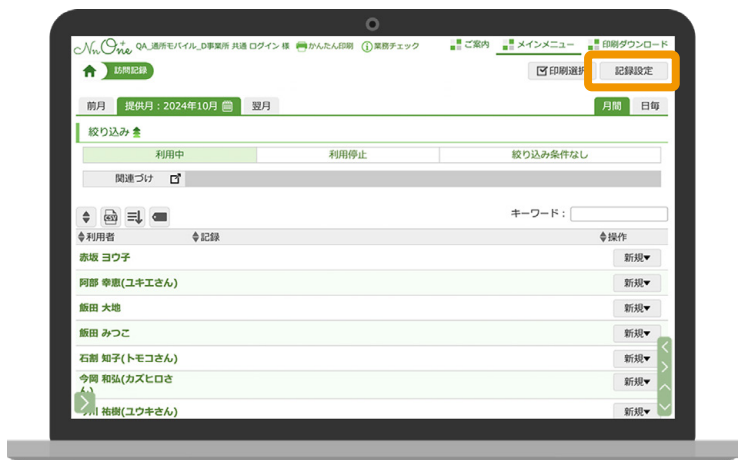 NnOne QA_通所モバイル_D事業所 共通 ログイン 様 かんたん印刷 業務チェック ご案内 メインメニュー 印刷ダウンロード
訪問記録 印刷選択 記録設定
前月 提供月：2024年10月 翌月 月間 日毎
絞り込み
利用中 利用停止 絞り込み条件なし
関連づけ
CSV キーワード：
利用者 記録 操作
赤坂 ヨウ子 新規▼
阿部 幸恵(ユキエさん) 新規▼
飯田 大地 新規▼
飯田 みつこ 新規▼
石割 知子(トモコさん) 新規▼
今岡 和弘(カズヒロさ 新規▼
ん)
川 祐樹(ユウキさん) 新規▼